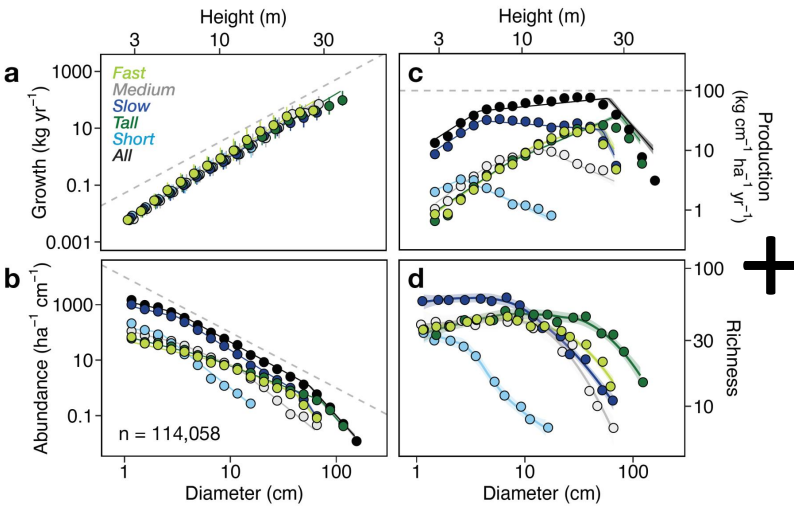 Height (m)
3 10 30
Height (m)
3 10 30
a
Fast
Medium
Slow
Tall
Short
All
1000
10
0.1
0.001
Growth (kg yr⁻¹)
c
100
10
1
Production
(kg cm⁻¹ ha⁻¹ yr⁻¹)
b
1000
10
0.1
Abundance (ha⁻¹ cm⁻¹)
n = 114,058
1 10 100
Diameter (cm)
d
100
30
10
Richness
1 10 100
Diameter (cm)